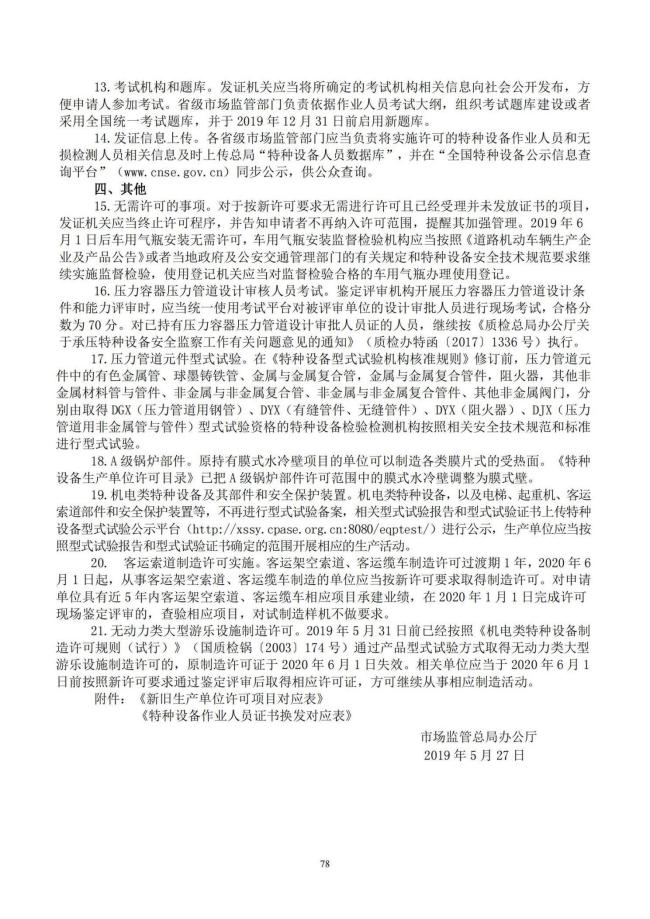 13. 考试机构和题库。发证机关应当将所确定的考试机构相关信息向社会公开发布，方
便申请人参加考试。省级市场监管部门负责依据作业人员考试大纲，组织考试题库建设或者
采用全国统一考试题库，并于 2019 年 12 月 31 日前启用新题库。
14. 发证信息上传。各省级市场监管部门应当负责将实施许可的特种设备作业人员和无
损检测人员相关信息及时上传总局“特种设备人员数据库”，并在“全国特种设备公示信息查
询平台”（www.cnse.gov.cn）同步公示，供公众查询。
四、其他
15. 无需许可的事项。对于按新许可要求无需进行许可且已经受理并未发放证书的项目，
发证机关应当终止许可程序，并告知申请者不再纳入许可范围，提醒其加强管理。2019 年 6
月 1 日后车用气瓶安装无需许可，车用气瓶安装监督检验机构应当按照《道路机动车辆生产企
业及产品公告》或者当地政府及公安交通管理部门的有关规定和特种设备安全技术规范要求继
续实施监督检验，使用登记机关应当对监督检验合格的车用气瓶办理使用登记。
16. 压力容器压力管道设计审核人员考试。鉴定评审机构开展压力容器压力管道设计条
件和能力评审时，应当统一使用考试平台对被评审单位的设计审批人员进行现场考试，合格分
数为 70 分。对已持有压力容器压力管道设计审批人员证的人员，继续按《质检总局办公厅关
于承压特种设备安全监察工作有关问题意见的通知》（质检办特函〔2017〕1336 号）执行。
17. 压力管道元件型式试验。在《特种设备型式试验机构核准规则》修订前，压力管道元
件中的有色金属管、球墨铸铁管、金属与金属复合管，金属与金属复合管件，阻火器，其他非
金属材料管与管件、非金属与非金属复合管、非金属与非金属复合管件、其他非金属阀门，分
别由取得 DGX（压力管道用钢管）、DYX（有缝管件、无缝管件）、DYX（阻火器）、DJX（压力
管道用非金属管与管件）型式试验资格的特种设备检验检测机构按照相关安全技术规范和标准
进行型式试验。
18. A 级锅炉部件。原持有膜式水冷壁项目的单位可以制造各类膜片式的受热面。《特种
设备生产单位许可目录》已把 A 级锅炉部件许可范围中的膜式水冷壁调整为膜式壁。
19. 机电类特种设备及其部件和安全保护装置。机电类特种设备，以及电梯、起重机、客运
索道部件和安全保护装置等，不再进行型式试验备案，相关型式试验报告和型式试验证书上传特种
设备型式试验公示平台（http://xssy.cpase.org.cn:8080/eqptest/）进行公示，生产单位应当按
照型式试验报告和型式试验证书确定的范围开展相应的生产活动。
20. 客运索道制造许可实施。客运架空索道、客运缆车制造许可过渡期 1 年，2020 年 6
月 1 日起，从事客运架空索道、客运缆车制造的单位应当按新许可要求取得制造许可。对申请
单位具有近 5 年内客运架空索道、客运缆车相应项目承建业绩，在 2020 年 1 月 1 日完成许可
现场鉴定评审的，查验相应项目，对试制造样机不做要求。
21. 无动力类大型游乐设施制造许可。2019 年 5 月 31 日前已经按照《机电类特种设备制
造许可规则（试行）》（国质检锅〔2003〕174 号）通过产品型式试验方式取得无动力类大型
游乐设施制造许可的，原制造许可证于 2020 年 6 月 1 日失效。相关单位应当于 2020 年 6 月 1
日前按照新许可要求通过鉴定评审后取得相应许可证，方可继续从事相应制造活动。
附件：《新旧生产单位许可项目对应表》
《特种设备作业人员证书换发对应表》
市场监管总局办公厅
2019 年 5 月 27 日
78